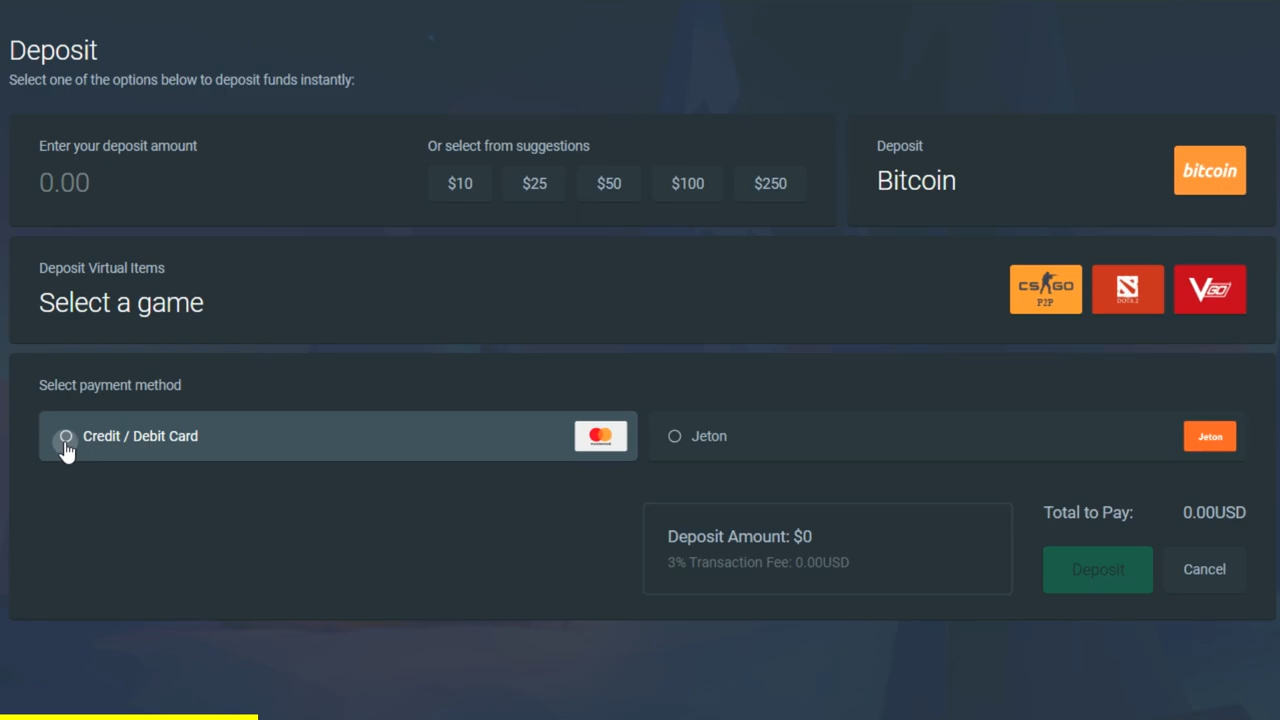 Deposit
Select one of the options below to deposit funds instantly:
Enter your deposit amount
0.00
Or select from suggestions
$10 $25 $50 $100 $250
Deposit
Bitcoin
bitcoin
Deposit Virtual Items
Select a game
CS GO
P2P
DOTA 2
VGO
Select payment method
Credit / Debit Card
mastercard
Jeton
Jeton
Deposit Amount: $0
3% Transaction Fee: 0.00USD
Total to Pay: 0.00USD
Deposit
Cancel